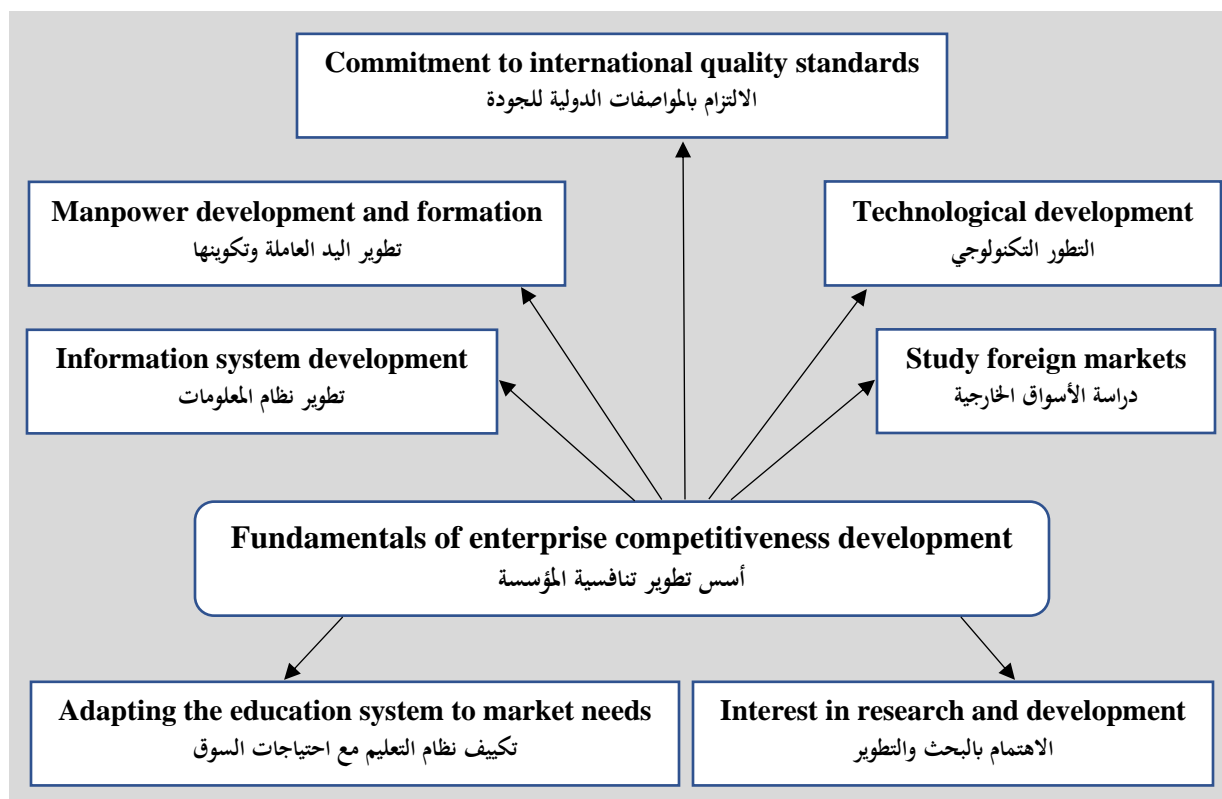 Commitment to international quality standards
الالتزام بالمواصفات الدولية للجودة
Manpower development and formation
تطوير اليد العاملة وتكوينها
Technological development
التطور التكنولوجي
Information system development
تطوير نظام المعلومات
Study foreign markets
دراسة الأسواق الخارجية
Fundamentals of enterprise competitiveness development
أسس تطوير تنافسية المؤسسة
Adapting the education system to market needs
تكييف نظام التعليم مع احتياجات السوق
Interest in research and development
الاهتمام بالبحث والتطوير